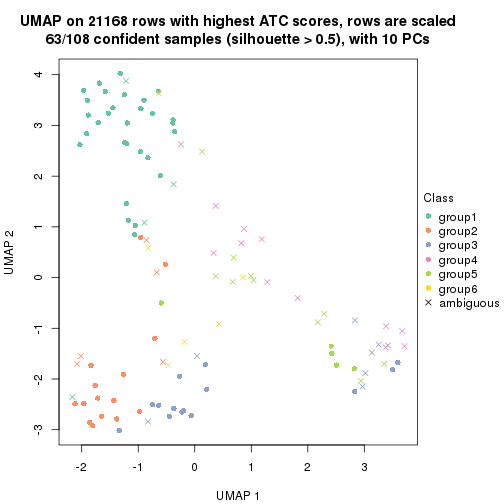 UMAP on 21168 rows with highest ATC scores, rows are scaled
63/108 confident samples (silhouette > 0.5), with 10 PCs
4
3
2
1
0
-1
-2
-3
UMAP 2
-2
-1
0
1
2
3
UMAP 1
Class
group1
group2
group3
group4
group5
group6
ambiguous